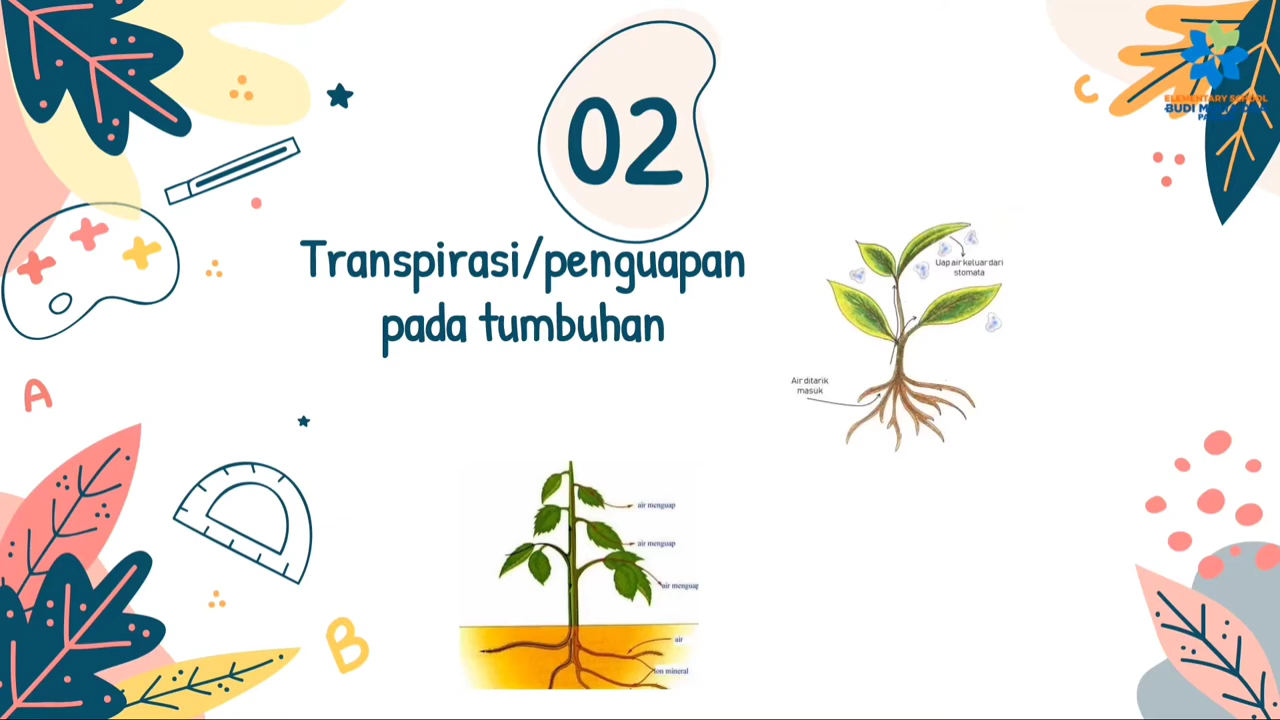 02
ELEMENTARY SCHOOL
BUDI
Transpirasi/penguapan
pada tumbuhan
Uap air keluar dari
stomata
Air ditarik
masuk
A
B
C
air menguap
air menguap
air menguap
air
Ion mineral